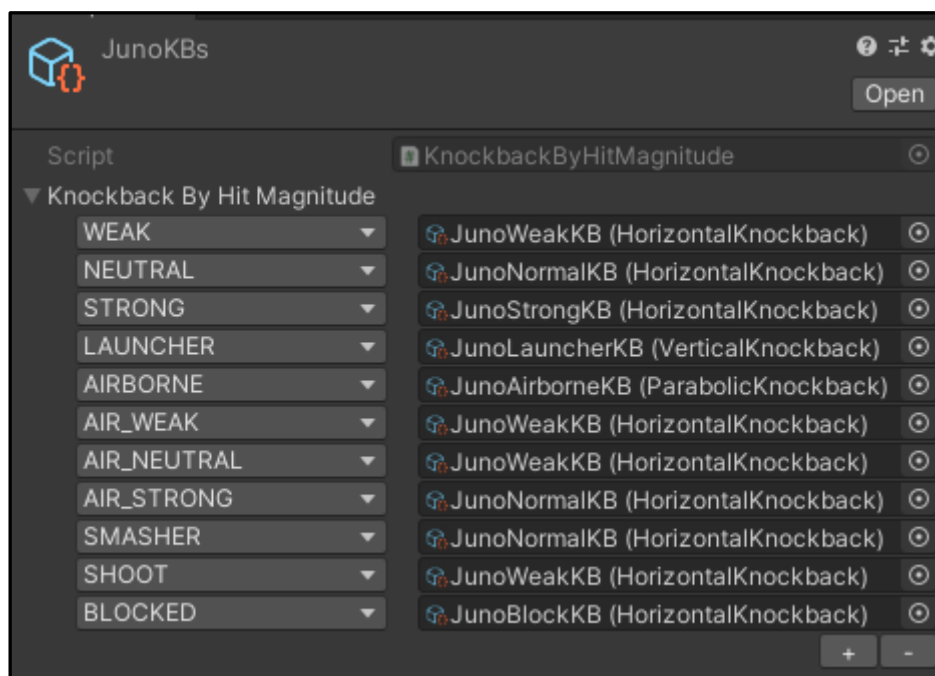 JunoKBs
Open
Script KnockbackByHitMagnitude
Knockback By Hit Magnitude
WEAK JunoWeakKB (HorizontalKnockback)
NEUTRAL JunoNormalKB (HorizontalKnockback)
STRONG JunoStrongKB (HorizontalKnockback)
LAUNCHER JunoLauncherKB (VerticalKnockback)
AIRBORNE JunoAirborneKB (ParabolicKnockback)
AIR_WEAK JunoWeakKB (HorizontalKnockback)
AIR_NEUTRAL JunoWeakKB (HorizontalKnockback)
AIR_STRONG JunoNormalKB (HorizontalKnockback)
SMASHER JunoNormalKB (HorizontalKnockback)
SHOOT JunoWeakKB (HorizontalKnockback)
BLOCKED JunoBlockKB (HorizontalKnockback)
+ -